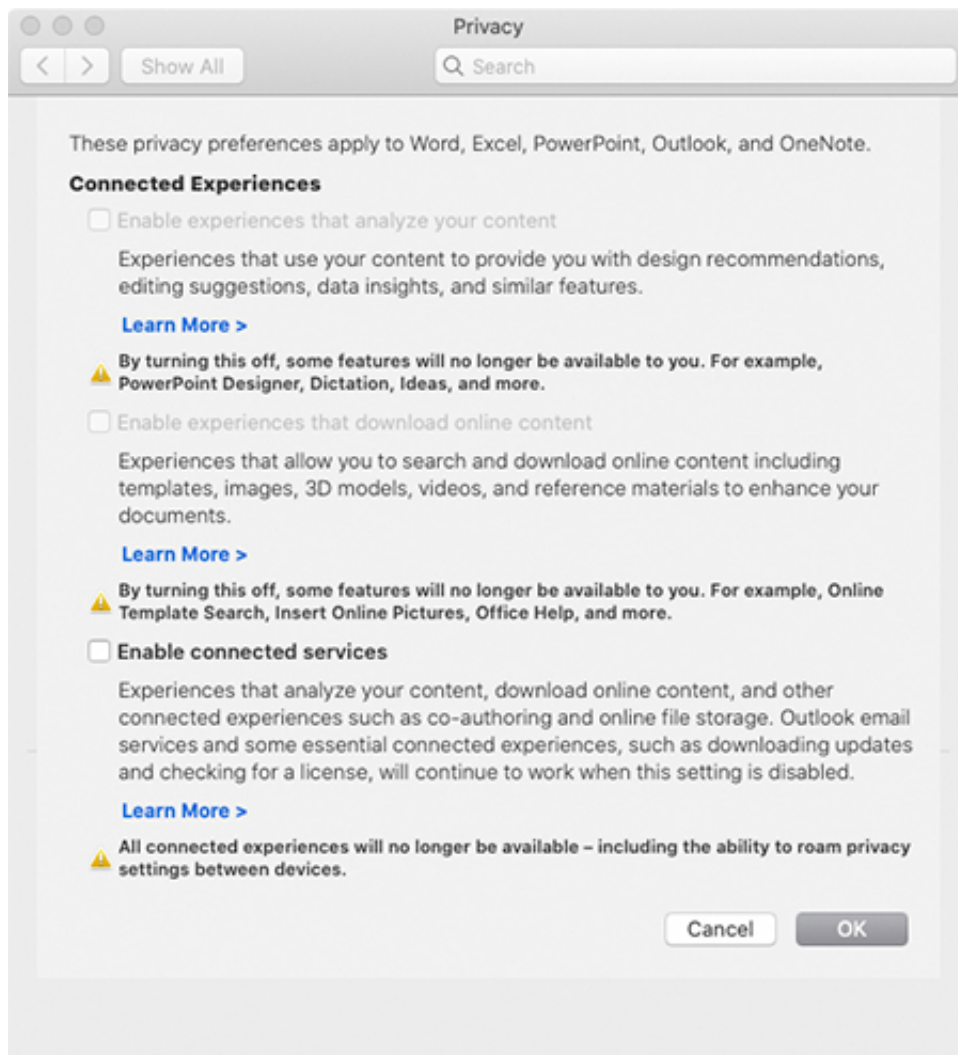 Privacy
Show All
Search
These privacy preferences apply to Word, Excel, PowerPoint, Outlook, and OneNote.
Connected Experiences
Enable experiences that analyze your content
Experiences that use your content to provide you with design recommendations,
editing suggestions, data insights, and similar features.
Learn More >
By turning this off, some features will no longer be available to you. For example,
PowerPoint Designer, Dictation, Ideas, and more.
Enable experiences that download online content
Experiences that allow you to search and download online content including
templates, images, 3D models, videos, and reference materials to enhance your
documents.
Learn More >
By turning this off, some features will no longer be available to you. For example, Online
Template Search, Insert Online Pictures, Office Help, and more.
Enable connected services
Experiences that analyze your content, download online content, and other
connected experiences such as co-authoring and online file storage. Outlook email
services and some essential connected experiences, such as downloading updates
and checking for a license, will continue to work when this setting is disabled.
Learn More >
All connected experiences will no longer be available – including the ability to roam privacy
settings between devices.
Cancel
OK